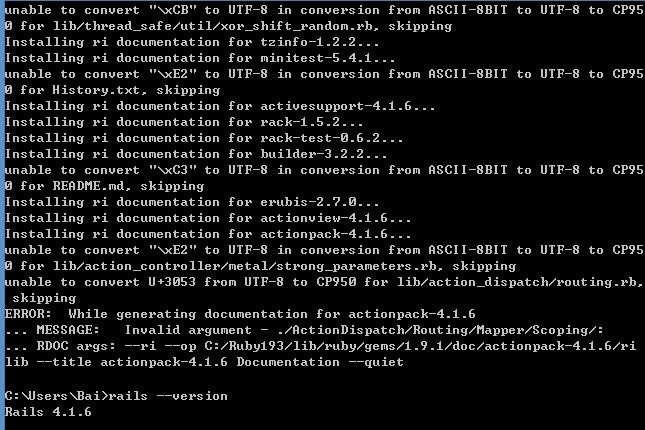 unable to convert "\xCB" to UTF-8 in conversion from ASCII-8BIT to UTF-8 to CP95
0 for lib/thread_safe/util/xor_shift_random.rb, skipping
Installing ri documentation for tzinfo-1.2.2...
Installing ri documentation for minitest-5.4.1...
unable to convert "\xE2" to UTF-8 in conversion from ASCII-8BIT to UTF-8 to CP95
0 for History.txt, skipping
Installing ri documentation for activesupport-4.1.6...
Installing ri documentation for rack-1.5.2...
Installing ri documentation for rack-test-0.6.2...
Installing ri documentation for builder-3.2.2...
unable to convert "\xC3" to UTF-8 in conversion from ASCII-8BIT to UTF-8 to CP95
0 for README.md, skipping
Installing ri documentation for erubis-2.7.0...
Installing ri documentation for actionview-4.1.6...
Installing ri documentation for actionpack-4.1.6...
unable to convert "\xE2" to UTF-8 in conversion from ASCII-8BIT to UTF-8 to CP95
0 for lib/action_controller/metal/strong_parameters.rb, skipping
unable to convert U+3053 from UTF-8 to CP950 for lib/action_dispatch/routing.rb,
 skipping
ERROR:  While generating documentation for actionpack-4.1.6
... MESSAGE:   Invalid argument - ./ActionDispatch/Routing/Mapper/Scoping/:
... RDOC args: --ri --op C:/Ruby193/lib/ruby/gems/1.9.1/doc/actionpack-4.1.6/ri
lib --title actionpack-4.1.6 Documentation --quiet
C:\Users\Bai>rails --version
Rails 4.1.6